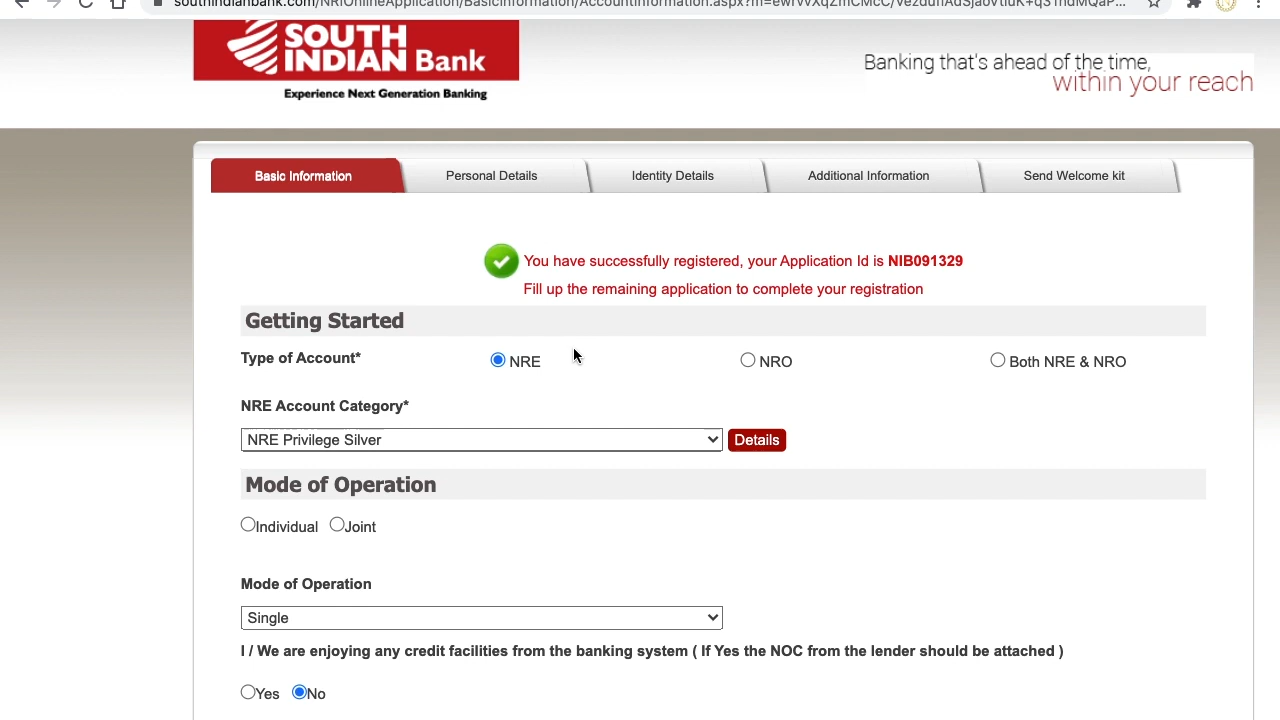 SOUTH
INDIAN Bank
Experience Next Generation Banking
Banking that's ahead of the time,
within your reach
Basic Information
Personal Details
Identity Details
Additional Information
Send Welcome kit
You have successfully registered, your Application Id is NIB091329
Fill up the remaining application to complete your registration
Getting Started
Type of Account*
NRE
NRO
Both NRE & NRO
NRE Account Category*
NRE Privilege Silver
Details
Mode of Operation
Individual
Joint
Mode of Operation
Single
I / We are enjoying any credit facilities from the banking system ( If Yes the NOC from the lender should be attached )
Yes
No